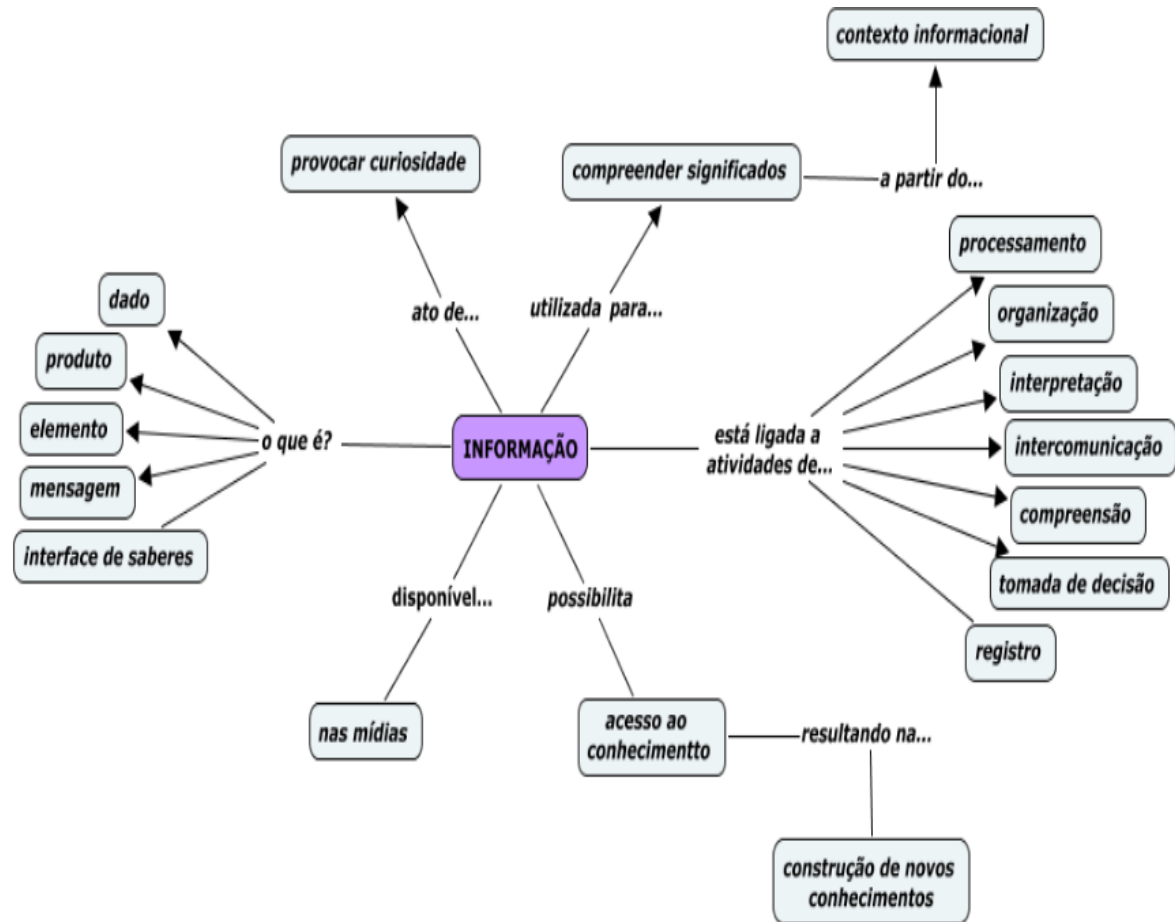 contexto informacional
provocar curiosidade
compreender significados
a partir do...
processamento
dado
ato de...
utilizada para...
organização
produto
interpretação
elemento
o que é?
INFORMAÇÃO
está ligada a
atividades de...
intercomunicação
mensagem
compreensão
interface de saberes
disponível...
possibilita
tomada de decisão
registro
nas mídias
acesso ao
conhecimentto
resultando na...
construção de novos
conhecimentos